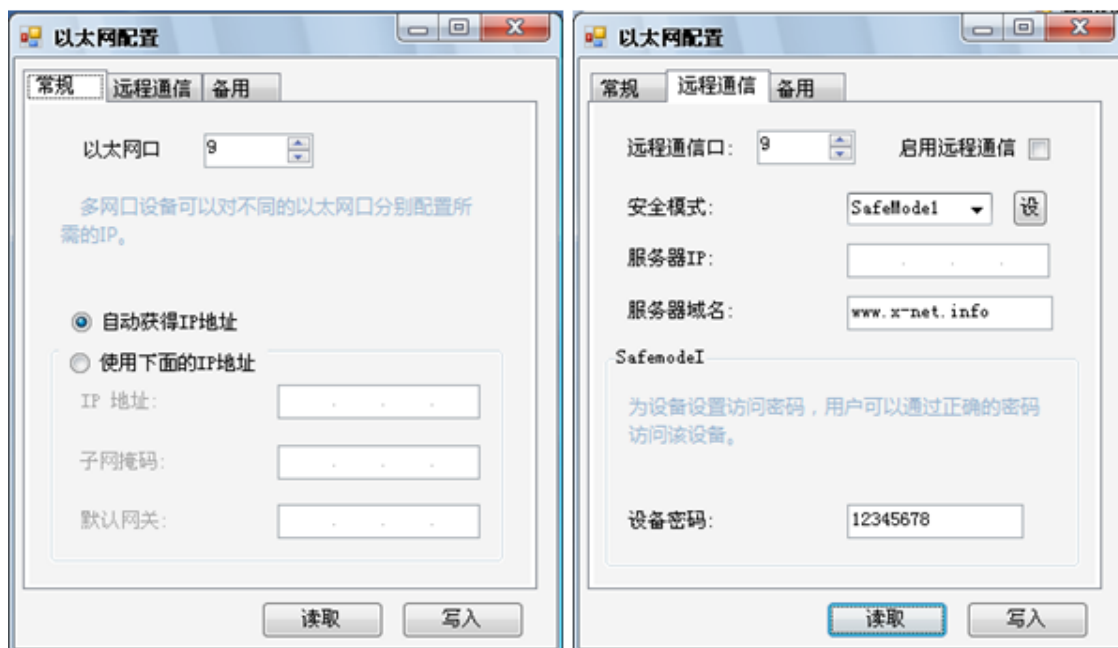 以太网配置
常规 远程通信 备用
以太网口 9
多网口设备可以对不同的以太网口分别配置所
需的IP。
自动获得IP地址
使用下面的IP地址
IP 地址:
子网掩码:
默认网关:
读取 写入
以太网配置
常规 远程通信 备用
远程通信口: 9 启用远程通信
安全模式: SafeMode1 设
服务器IP:
服务器域名: www.x-net.info
SafemodeI
为设备设置访问密码，用户可以通过正确的密码
访问该设备。
设备密码: 12345678
读取 写入